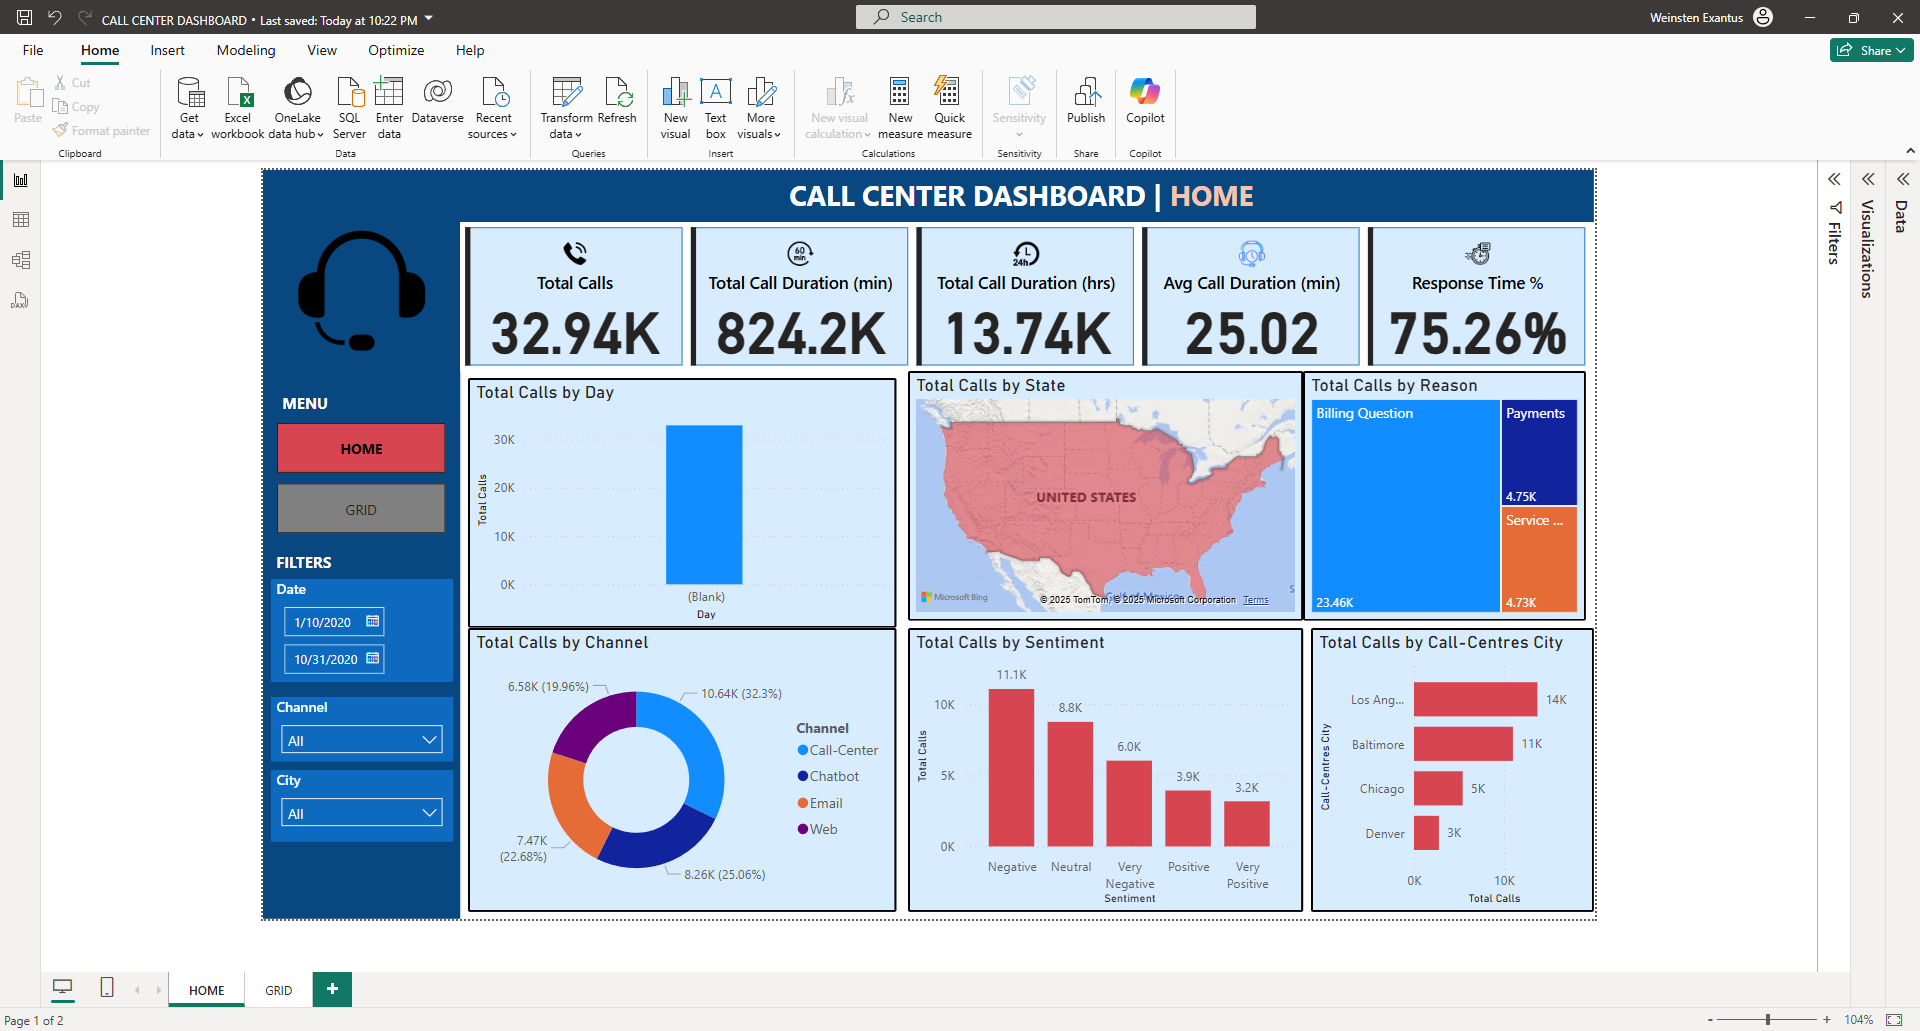 CALL CENTER DASHBOARD • Last saved: Today at 10:22 PM
Search
Weinsten Exantus
File
Home
Insert
Modeling
View
Optimize
Help
Share
Paste
Cut
Copy
Format painter
Clipboard
Get data
Excel workbook
OneLake data hub
SQL Server
Enter data
Dataverse
Recent sources
Data
Transform data
Refresh
Queries
New visual
Text box
More visuals
Insert
New visual calculation
New measure
Quick measure
Calculations
Sensitivity
Sensitivity
Publish
Share
Copilot
Copilot
CALL CENTER DASHBOARD | HOME
60 min
Total Calls
32.94K
Total Call Duration (min)
824.2K
24h
Total Call Duration (hrs)
13.74K
Avg Call Duration (min)
25.02
Response Time %
75.26%
MENU
HOME
GRID
FILTERS
Date
1/10/2020
10/31/2020
Channel
All
City
All
Total Calls by Day
30K
20K
10K
0K
Total Calls
(Blank)
Day
Total Calls by State
UNITED STATES
Microsoft Bing
Gulf of Mexico
© 2025 TomTom, © 2025 Microsoft Corporation Terms
Total Calls by Reason
Billing Question
23.46K
Payments
4.75K
Service ...
4.73K
Total Calls by Channel
6.58K (19.96%)
10.64K (32.3%)
7.47K
(22.68%)
8.26K (25.06%)
Channel
Call-Center
Chatbot
Email
Web
Total Calls by Sentiment
10K
5K
0K
Total Calls
11.1K
8.8K
6.0K
3.9K
3.2K
Negative
Neutral
Very Negative
Positive
Very Positive
Sentiment
Total Calls by Call-Centres City
Call-Centres City
Los Ang... 14K
Baltimore 11K
Chicago 5K
Denver 3K
0K
10K
Total Calls
Filters
Visualizations
Data
DAX
HOME
GRID
+
Page 1 of 2
- + 104%